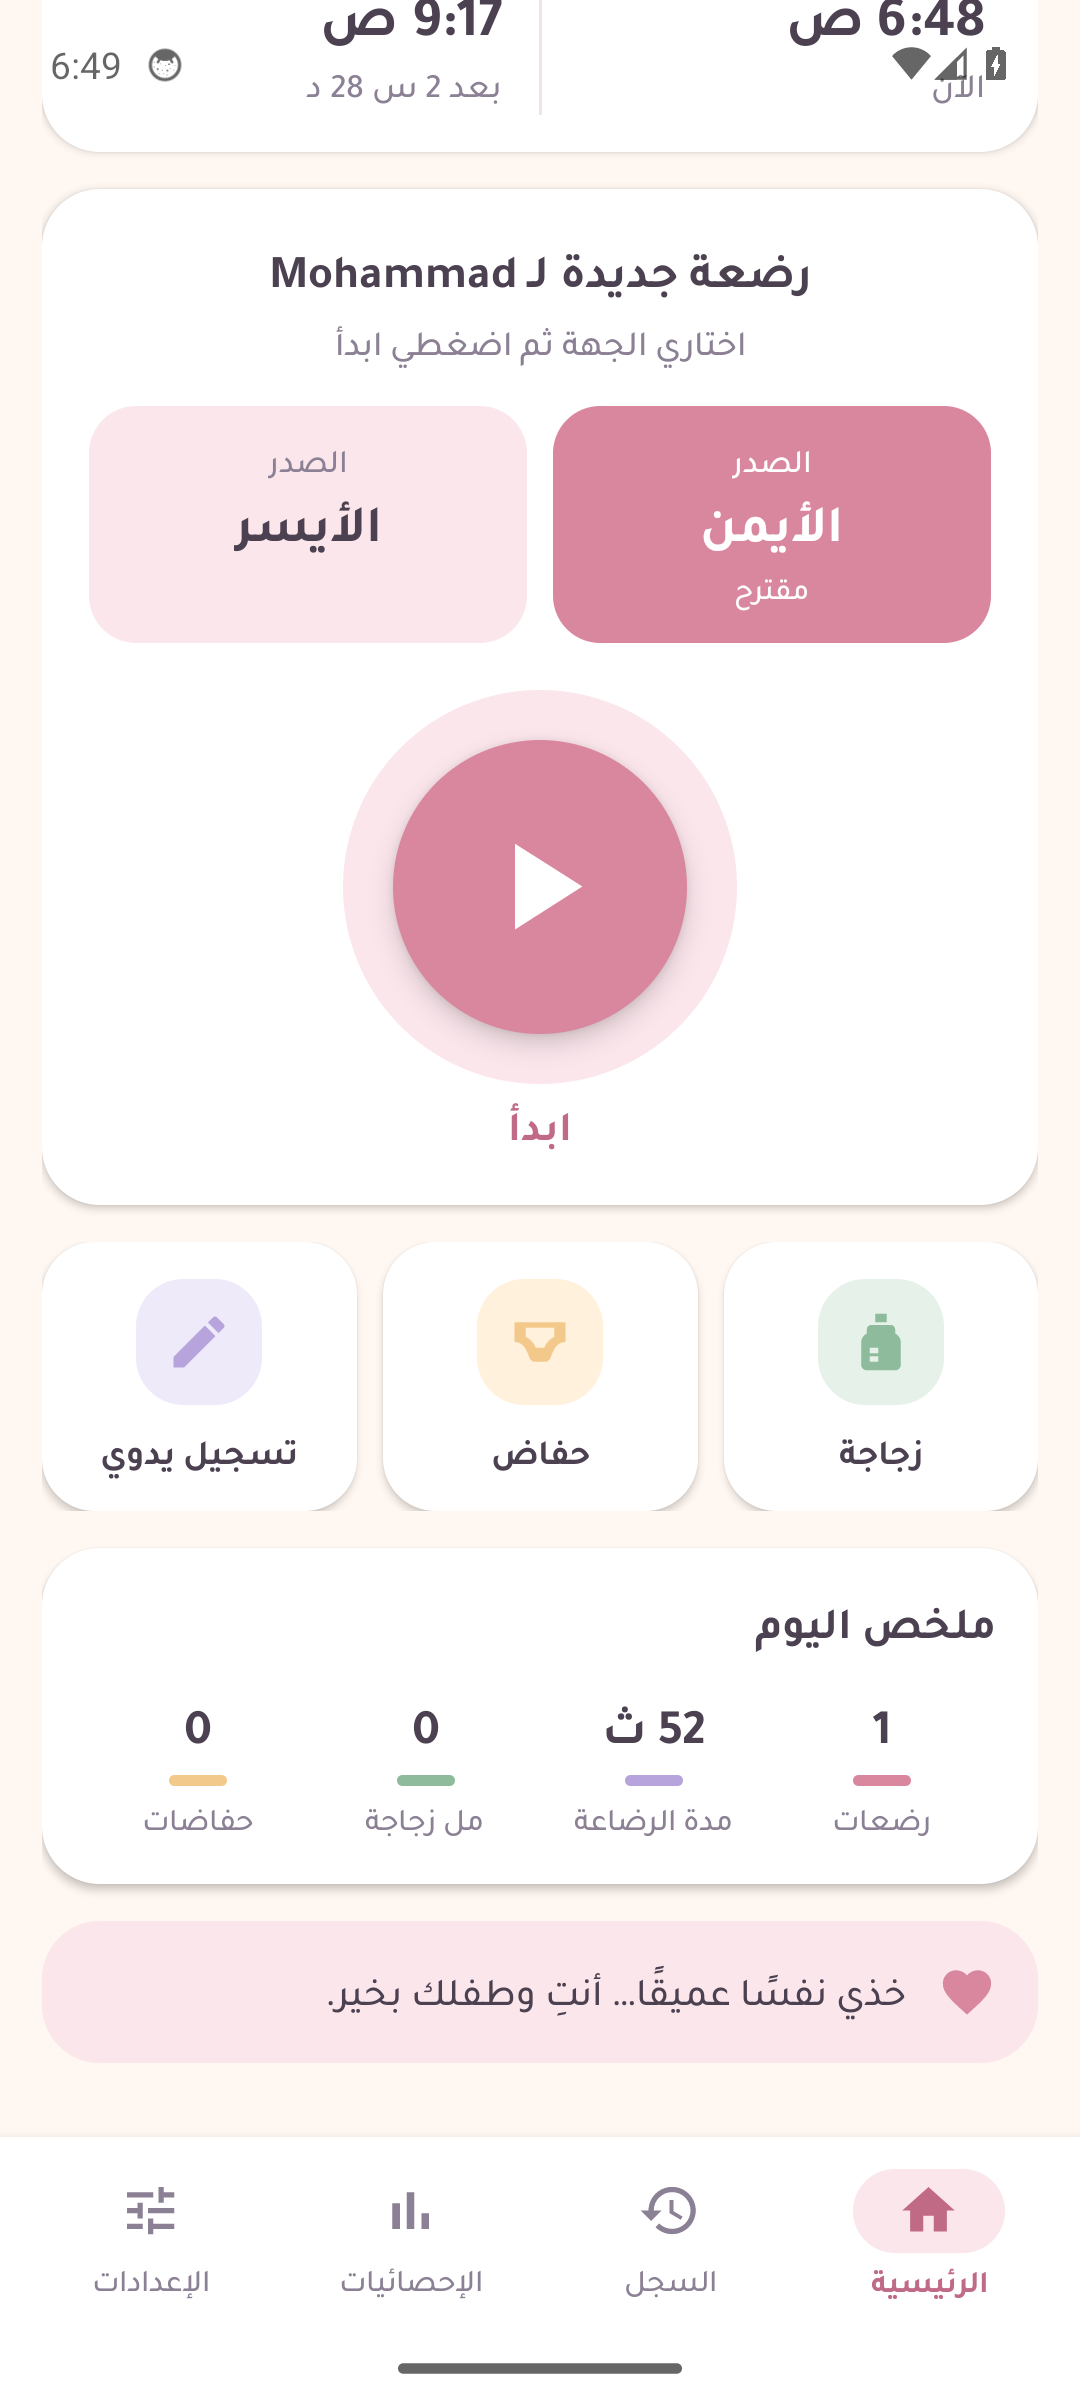 6:48 ص
9:17 ص
6:49
الآن
بعد 2 س 28 د
رضعة جديدة لـ Mohammad
اختاري الجهة ثم اضغطي ابدأ
الصدر
الأيمن
مقترح
الصدر
الأيسر
ابدأ
زجاجة
حفاض
تسجيل يدوي
ملخص اليوم
1
52 ث
0
0
رضعات
مدة الرضاعة
مل زجاجة
حفاضات
خذي نفسًا عميقًا... أنتِ وطفلك بخير.
الرئيسية
السجل
الإحصائيات
الإعدادات